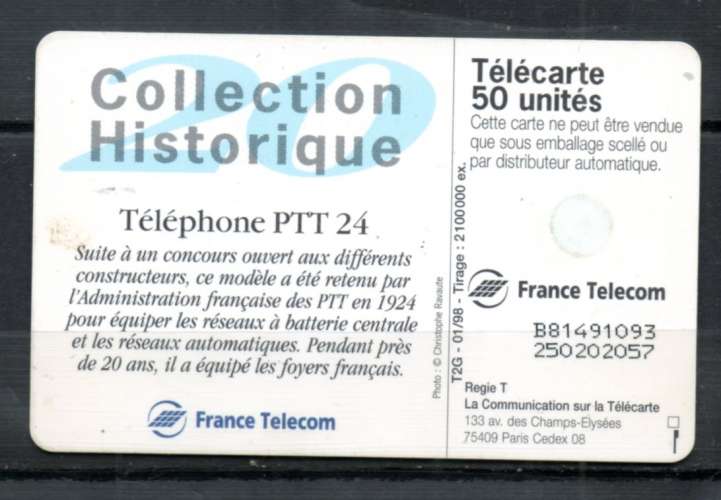 20
Collection
Historique
Téléphone PTT 24
Suite à un concours ouvert aux différents
constructeurs, ce modèle a été retenu par
l'Administration française des PTT en 1924
pour équiper les réseaux à batterie centrale
et les réseaux automatiques. Pendant près
de 20 ans, il a équipé les foyers français.
France Telecom
Photo : © Christophe Ravaute
T2G - 01/98 - Tirage : 2100000 ex.
Télécarte
50 unités
Cette carte ne peut être vendue
que sous emballage scellé ou
par distributeur automatique.
France Telecom
B81491093
250202057
Regie T
La Communication sur la Télécarte
133 av. des Champs-Elysées
75409 Paris Cedex 08